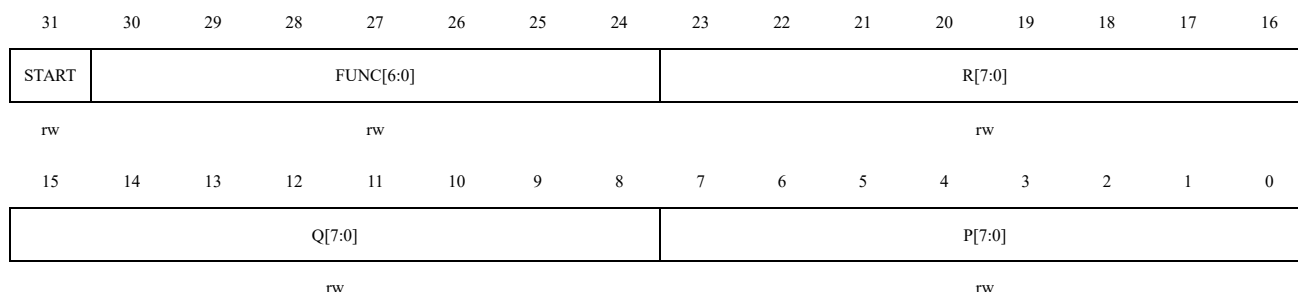 31 30 29 28 27 26 25 24 23 22 21 20 19 18 17 16
START FUNC[6:0] R[7:0]
rw rw rw
15 14 13 12 11 10 9 8 7 6 5 4 3 2 1 0
Q[7:0] P[7:0]
rw rw